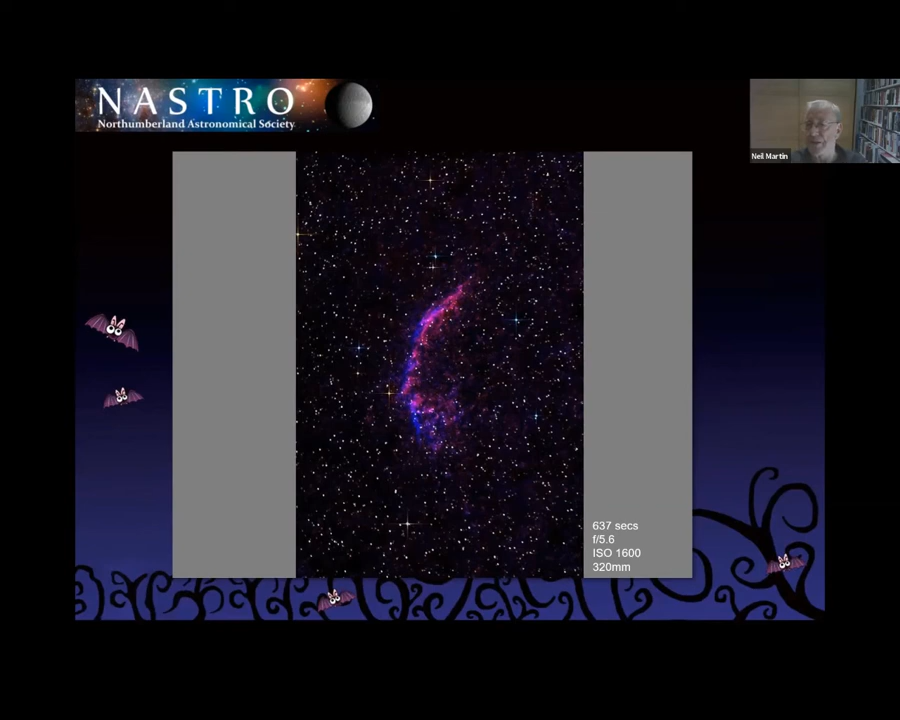 NASTRO
Northumberland Astronomical Society
Neil Martin
637 secs
f/5.6
ISO 1600
320mm